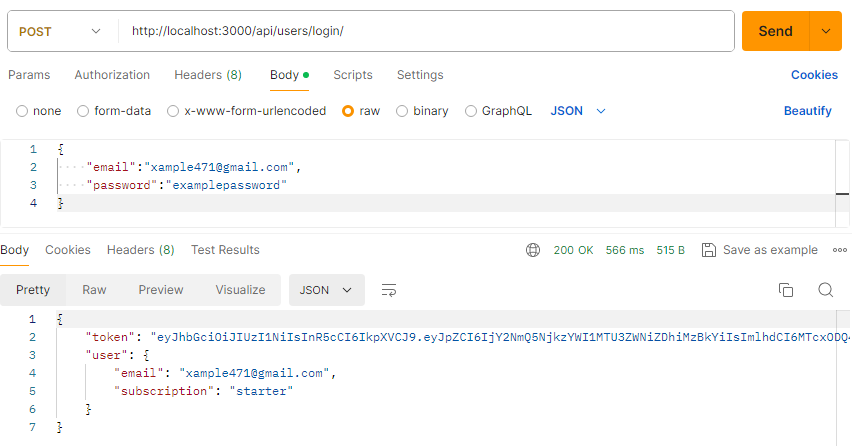 POST http://localhost:3000/api/users/login/ Send
Params Authorization Headers (8) Body Scripts Settings Cookies
none form-data x-www-form-urlencoded raw binary GraphQL JSON Beautify
1 {
2 "email":"xample471@gmail.com",
3 "password":"examplepassword"
4 }
Body Cookies Headers (8) Test Results 200 OK 566 ms 515 B Save as example
Pretty Raw Preview Visualize JSON
1 {
2 "token": "eyJhbGciOiJIUzI1NiIsInR5cCI6IkpXVCJ9.eyJpZCI6IjY2NmQ5NjkzYWI1MTU3ZWNiZDhiMzBkYiIsImlhdCI6MTcxODQ4
3 "user": {
4 "email": "xample471@gmail.com",
5 "subscription": "starter"
6 }
7 }